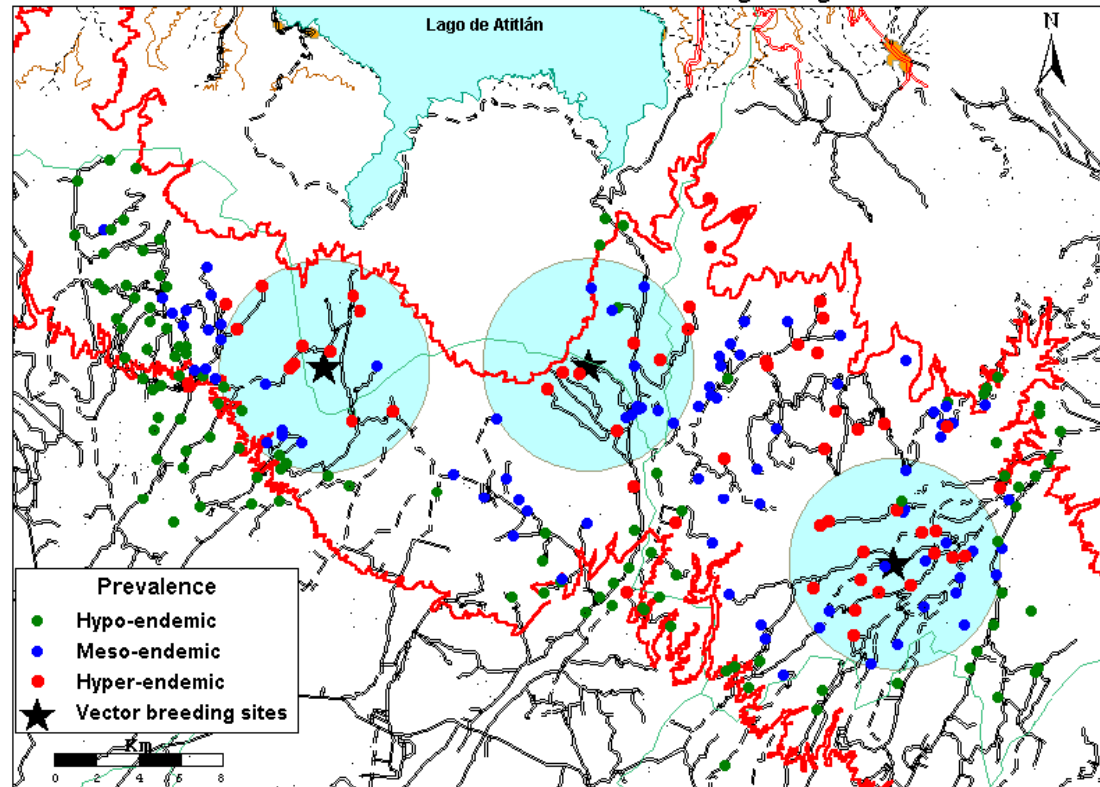 Lago de Atitlán
N
Prevalence
Hypo-endemic
Meso-endemic
Hyper-endemic
Vector breeding sites
Km
0 2 4 6 8